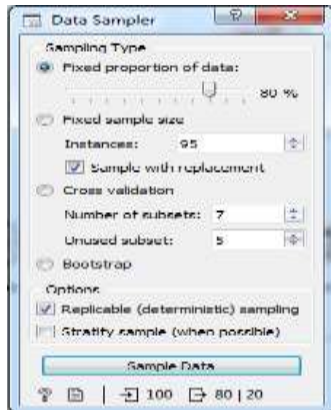 Data Sampler
Sampling Type
Fixed proportion of data:
80 %
Fixed sample size
Instances: 95
Sample with replacement
Cross validation
Number of subsets: 7
Unused subset: 5
Bootstrap
Options
Replicable (deterministic) sampling
Stratify sample (when possible)
Sample Data
? 100 80 | 20